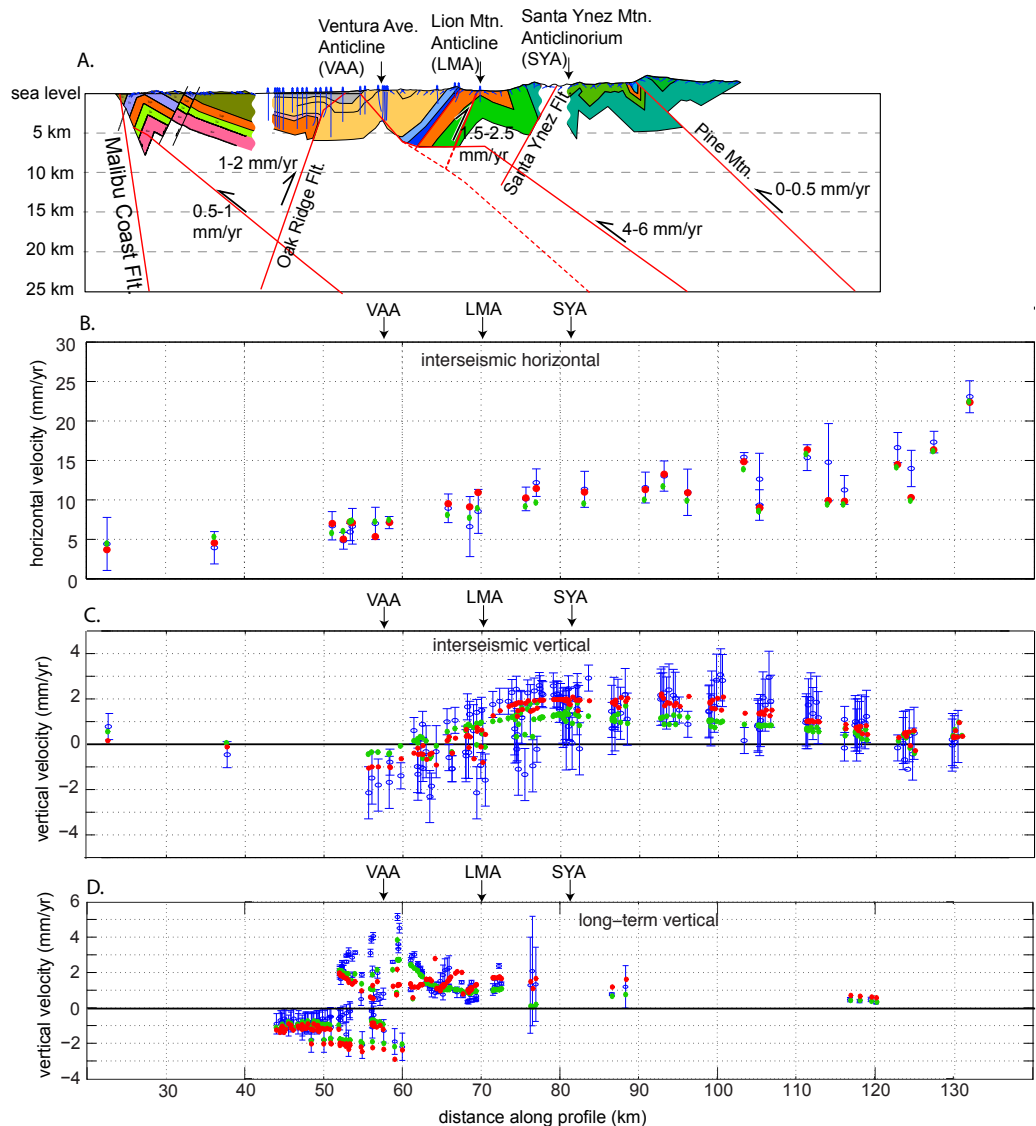 A.
Ventura Ave.
Anticline
(VAA)
Lion Mtn.
Anticline
(LMA)
Santa Ynez Mtn.
Anticlinorium
(SYA)
sea level
5 km
10 km
15 km
20 km
25 km
Malibu Coast Flt.
1-2 mm/yr
0.5-1
mm/yr
Oak Ridge Flt.
1.5-2.5
mm/yr
Santa Ynez Flt.
4-6 mm/yr
Pine Mtn.
0-0.5 mm/yr
B.
VAA
LMA
SYA
interseismic horizontal
horizontal velocity (mm/yr)
30
25
20
15
10
5
0
C.
VAA
LMA
SYA
interseismic vertical
vertical velocity (mm/yr)
4
2
0
−2
−4
D.
VAA
LMA
SYA
long−term vertical
vertical velocity (mm/yr)
6
4
2
0
−2
−4
30 40 50 60 70 80 90 100 110 120 130
distance along profile (km)